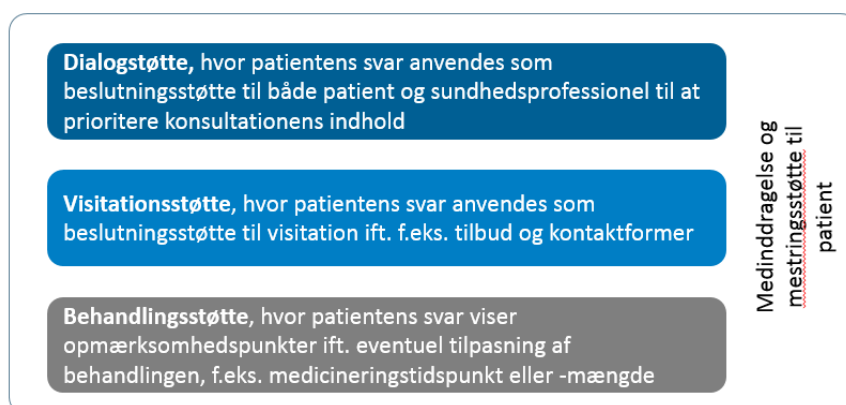 Dialogstøtte, hvor patientens svar anvendes som
beslutningsstøtte til både patient og sundhedsprofessionel til at
prioritere konsultationens indhold
Visitationsstøtte, hvor patientens svar anvendes som
beslutningsstøtte til visitation ift. f.eks. tilbud og kontaktformer
Behandlingsstøtte, hvor patientens svar viser
opmærksomhedspunkter ift. eventuel tilpasning af
behandlingen, f.eks. medicineringstidspunkt eller -mængde
Medinddragelse og
mestringsstøtte til
patient